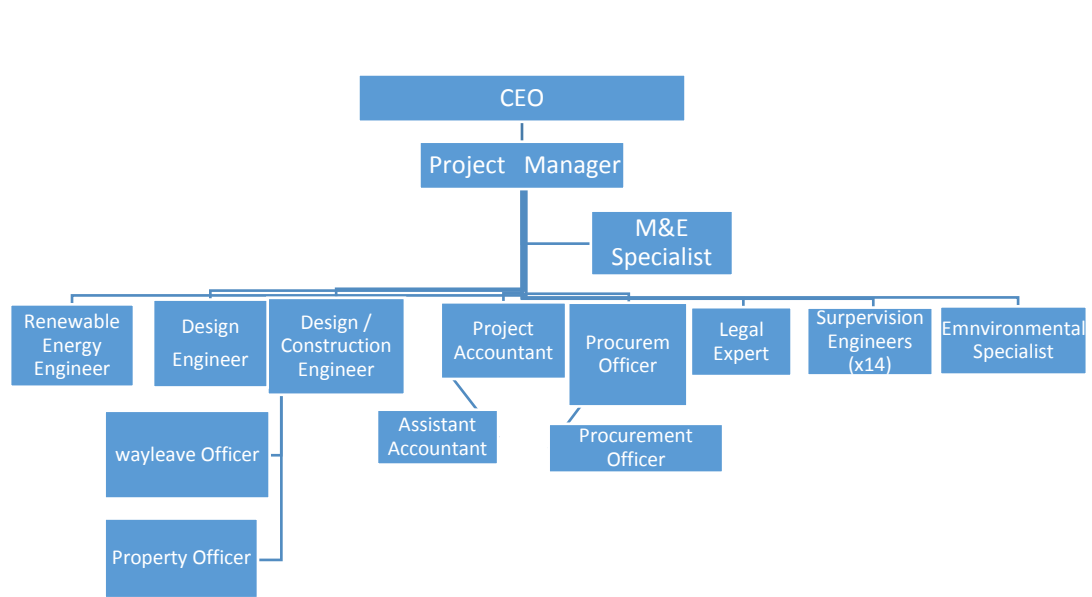 CEO
Project Manager
M&E
Specialist
Renewable
Energy
Engineer
Design
Engineer
Design /
Construction
Engineer
Project
Accountant
Procurem
Officer
Legal
Expert
Surpervision
Engineers
(x14)
Emnvironmental
Specialist
Assistant
Accountant
Procurement
Officer
wayleave Officer
Property Officer